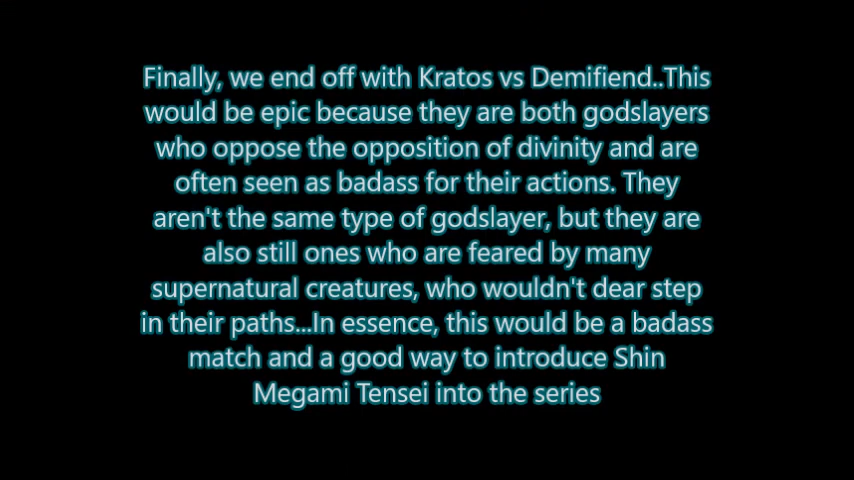 Finally, we end off with Kratos vs Demifiend..This
would be epic because they are both godslayers
who oppose the opposition of divinity and are
often seen as badass for their actions. They
aren't the same type of godslayer, but they are
also still ones who are feared by many
supernatural creatures, who wouldn't dear step
in their paths...In essence, this would be a badass
match and a good way to introduce Shin
Megami Tensei into the series